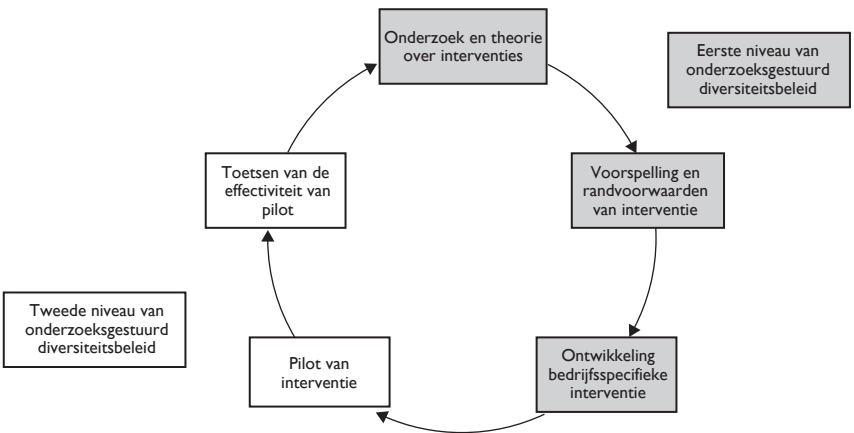 Onderzoek en theorie
over interventies
Eerste niveau van
onderzoeksgestuurd
diversiteitsbeleid
Voorspelling en
randvoorwaarden
van interventie
Ontwikkeling
bedrijfsspecifieke
interventie
Pilot van
interventie
Toetsen van de
effectiviteit van
pilot
Tweede niveau van
onderzoeksgestuurd
diversiteitsbeleid